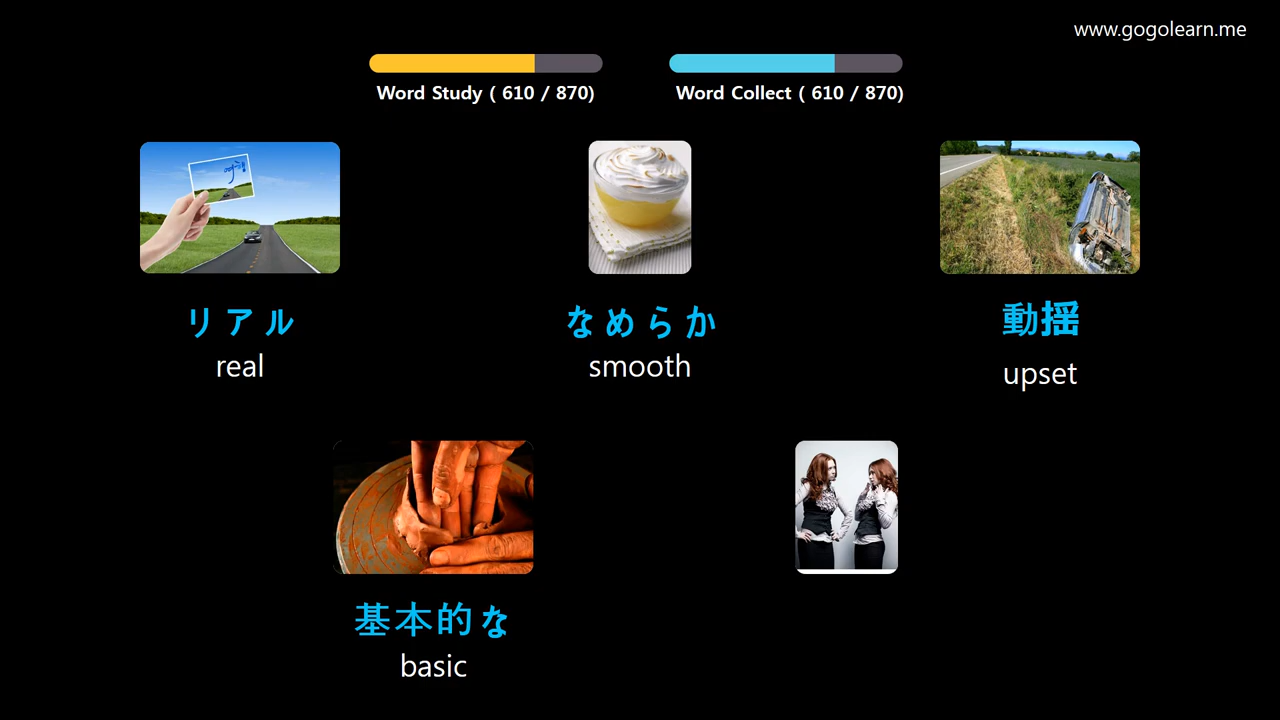 www.gogolearn.me
Word Study ( 610 / 870)
Word Collect ( 610 / 870)
リアル
real
なめらか
smooth
動揺
upset
基本的な
basic